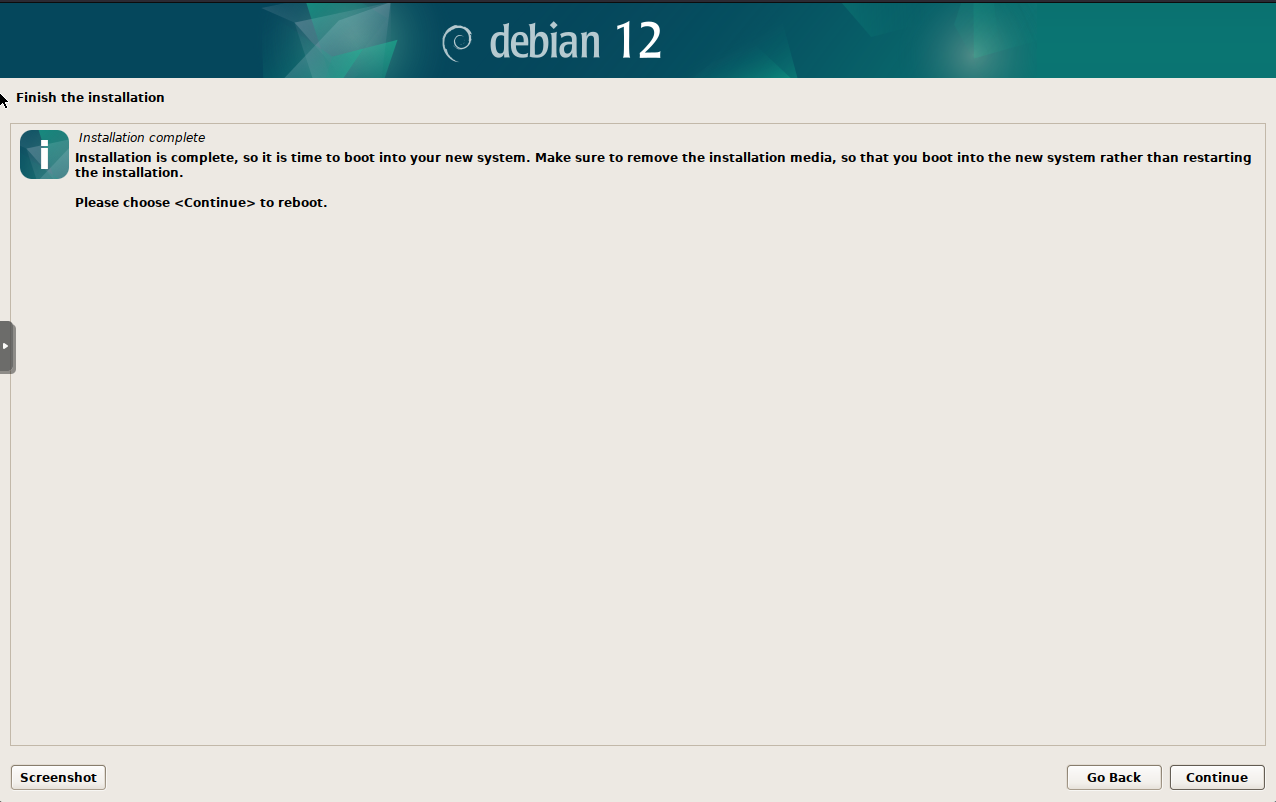 debian 12
Finish the installation
Installation complete
Installation is complete, so it is time to boot into your new system. Make sure to remove the installation media, so that you boot into the new system rather than restarting
the installation.
Please choose <Continue> to reboot.
Screenshot
Go Back
Continue